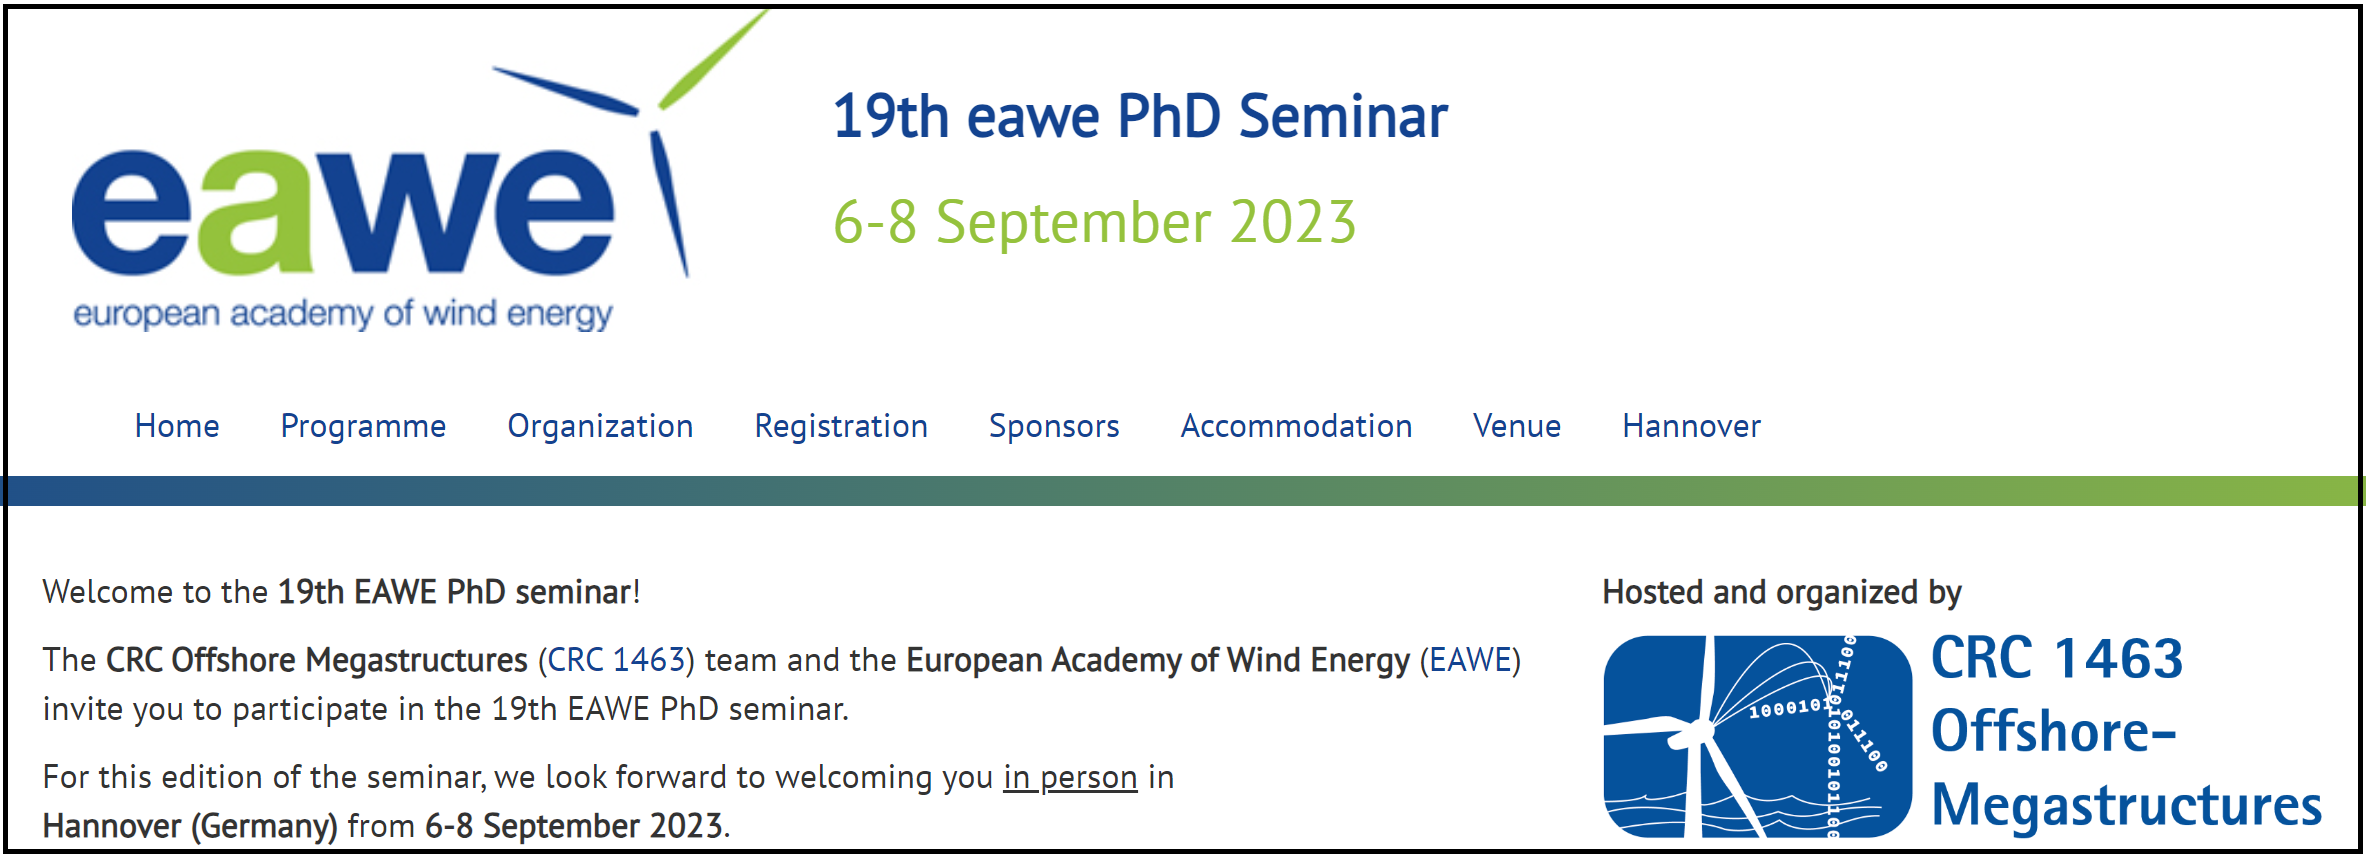 eawe
european academy of wind energy
19th eawe PhD Seminar
6-8 September 2023
Home Programme Organization Registration Sponsors Accommodation Venue Hannover
Welcome to the 19th EAWE PhD seminar!
The CRC Offshore Megastructures (CRC 1463) team and the European Academy of Wind Energy (EAWE)
invite you to participate in the 19th EAWE PhD seminar.
For this edition of the seminar, we look forward to welcoming you in person in
Hannover (Germany) from 6-8 September 2023.
Hosted and organized by
CRC 1463
Offshore-
Megastructures
1000101
011100